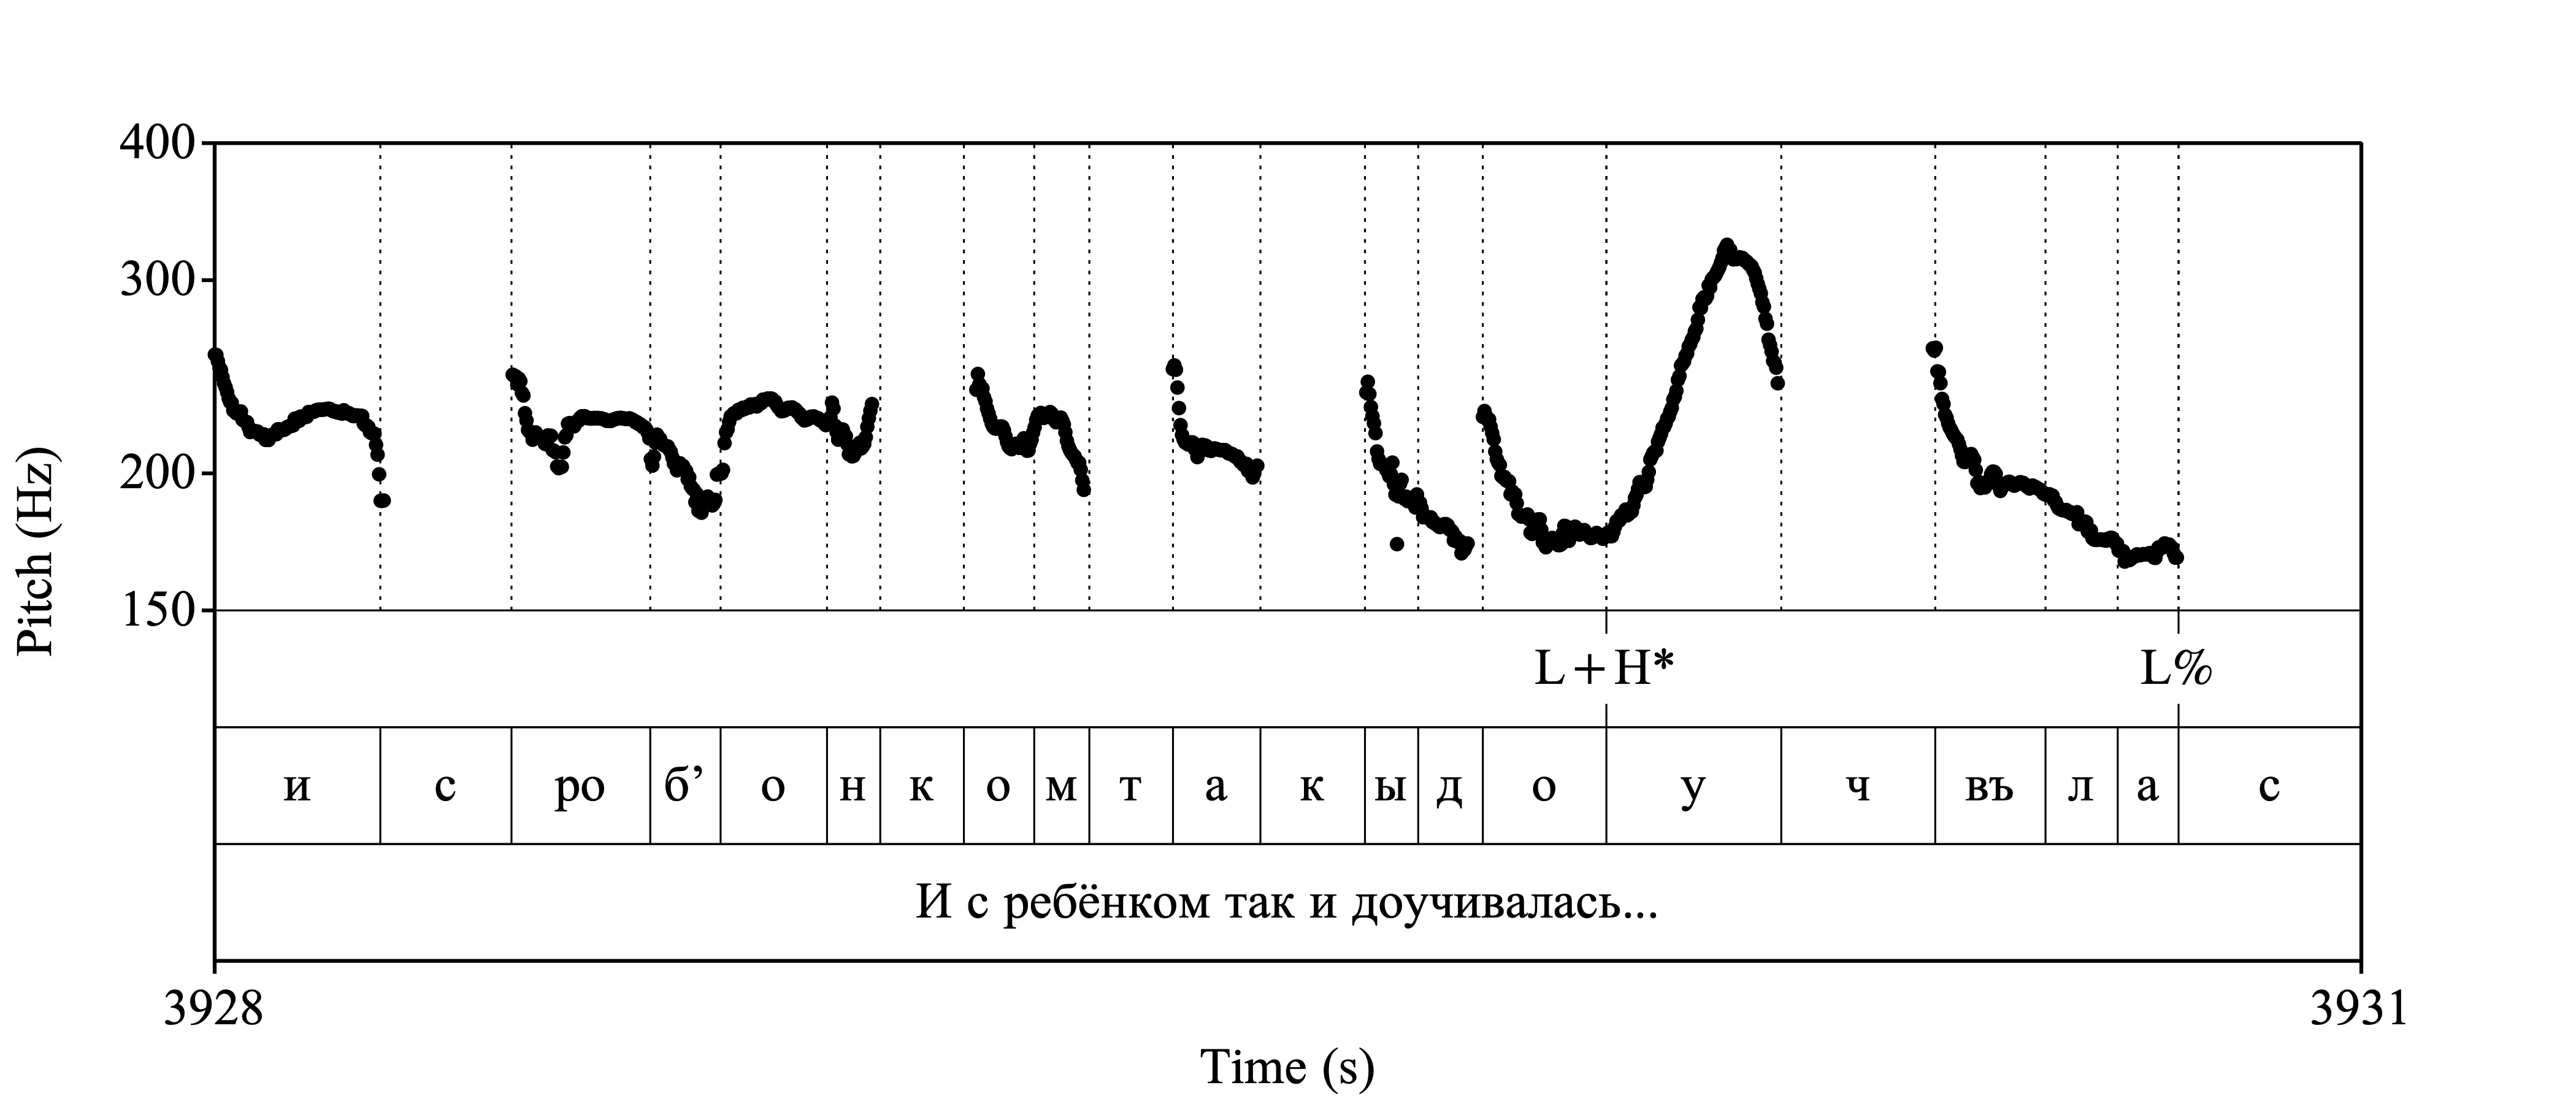 400
300
200
150
Pitch (Hz)
L+H* L%
и с ро б’ о н к о м т а к ы д о у ч въ л а с
И с ребёнком так и доучивалась...
3928 3931
Time (s)